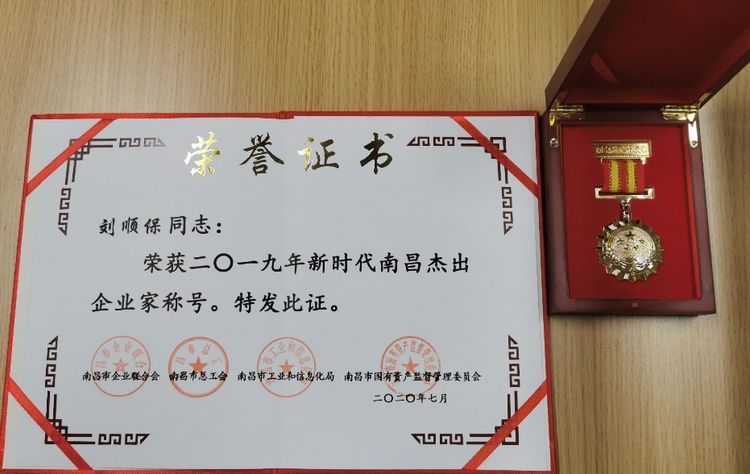 荣誉证书
刘顺保同志：
荣获二〇一九年新时代南昌杰出
企业家称号。特发此证。
南昌市企业联合会 南昌市总工会 南昌市工业和信息化局 南昌市国有资产监督管理委员会
二〇二〇年七月